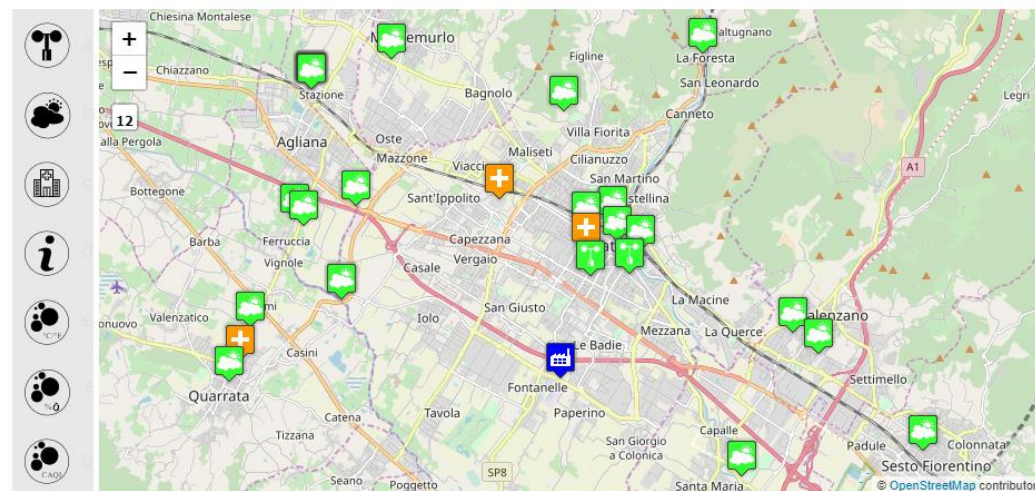 Chiesina Montalese
Chiazzano
Stazione
Figline
La Foresta
San Leonardo
Bagnolo
Canneto
Legri
+
−
12
alla Pergola
Agliana
Oste
Mazzone
Maliseti
Villa Fiorita
Cilianuzzo
San Martino
A1
Bottegone
Sant'Ippolito
Barba
Ferruccia
Vignole
Capezzana
Vergaio
Casale
La Macine
Valenzatico
San Giusto
Iolo
Mezzana
La Querce
Casini
Le Badie
Quarrata
Fontanelle
Settimello
Catena
Tavola
Paperino
Tizzana
Capalle
Padule
Colonnata
San Giorgio
a Colonica
Sesto Fiorentino
Seano
Poggetto
SP8
Santa Maria
© OpenStreetMap contributor
°C/°F
%
CAQI